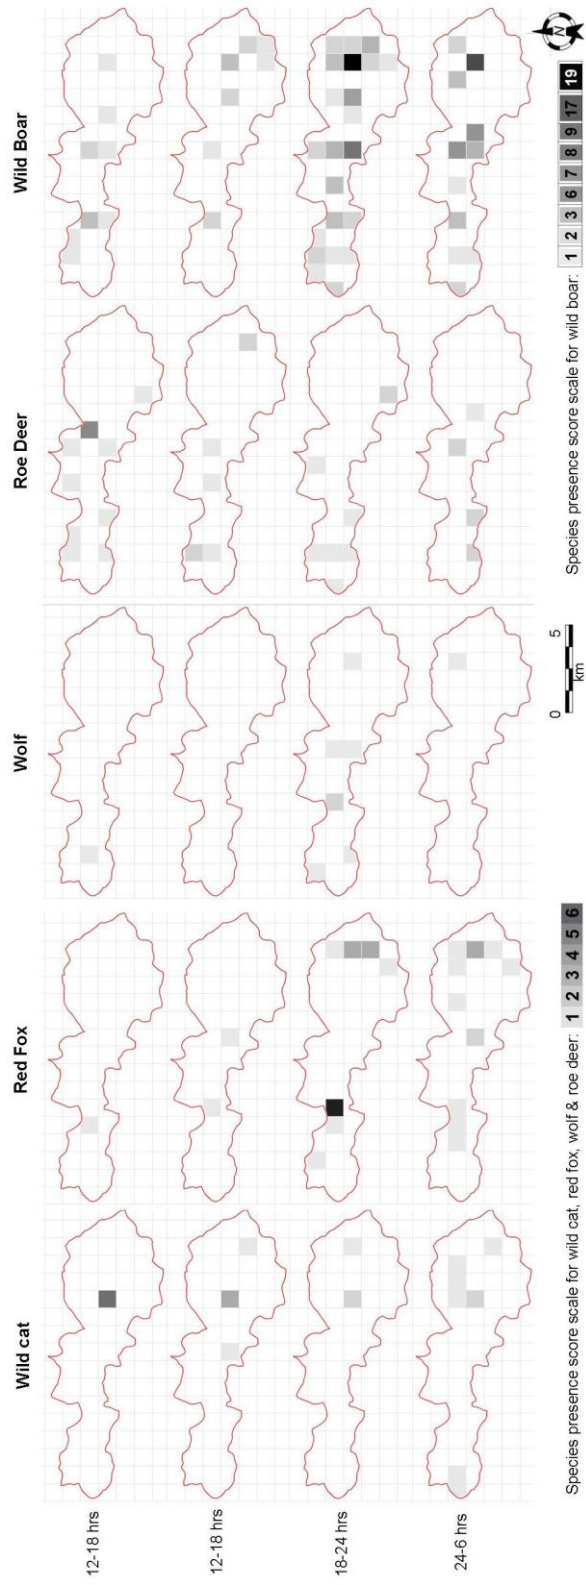 Wild cat Red Fox Wolf Roe Deer Wild Boar
12-18 hrs
12-18 hrs
18-24 hrs
24-6 hrs
Species presence score scale for wild cat, red fox, wolf & roe deer: 1 2 3 4 5 6
0 5
km
Species presence score scale for wild boar: 1 2 3 6 7 8 9 17 19
N